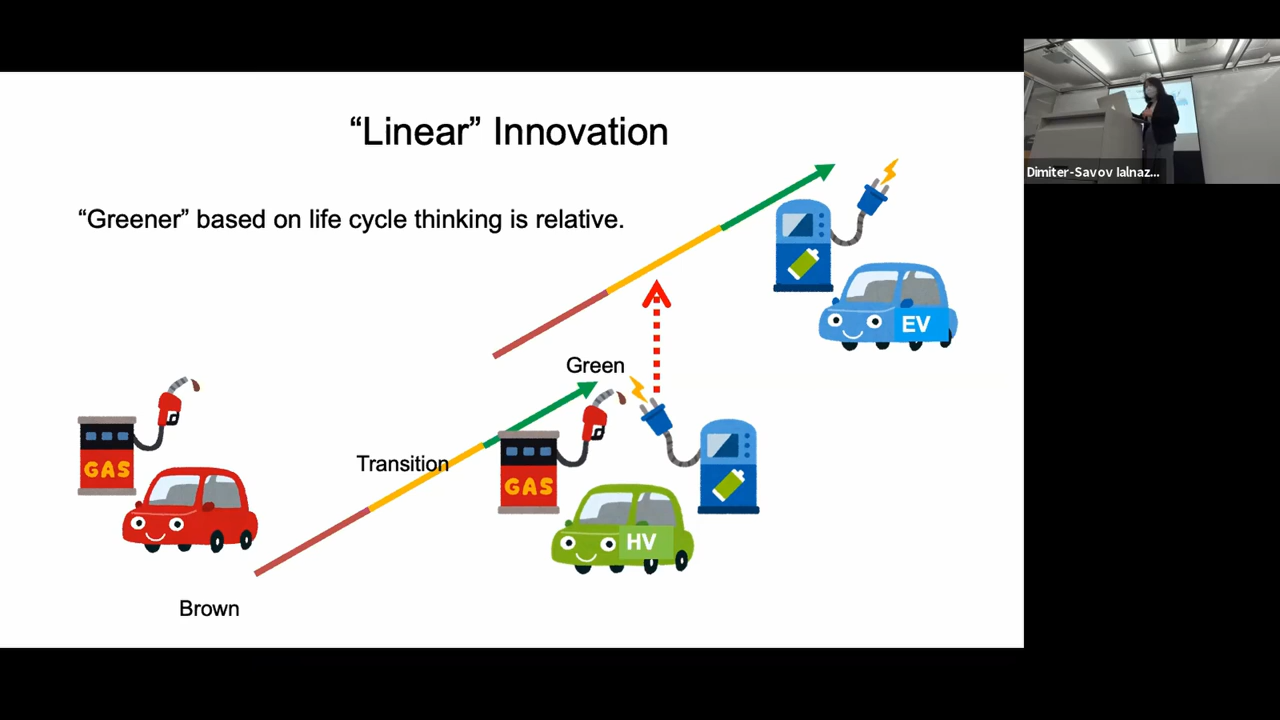 “Linear” Innovation
“Greener” based on life cycle thinking is relative.
Dimiter-Savov Ialnaz...
EV
Green
GAS
Transition
GAS
HV
Brown